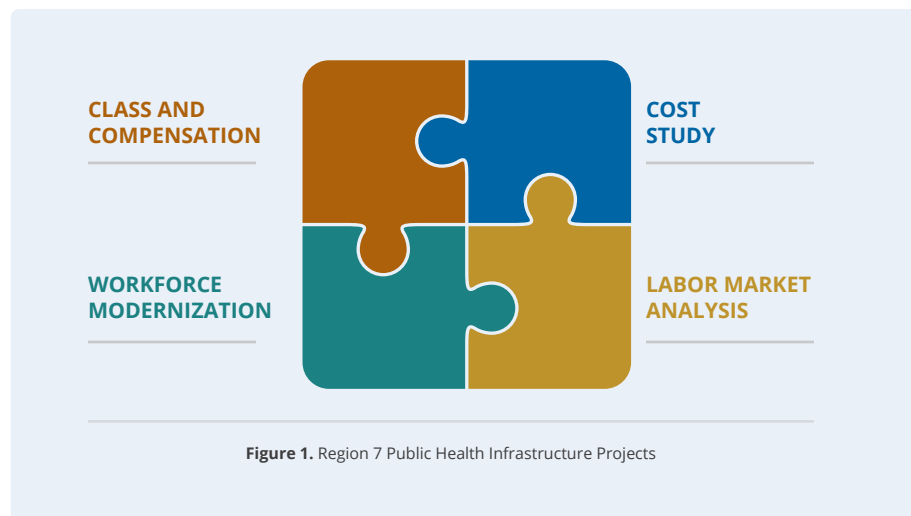 CLASS AND
COMPENSATION
COST
STUDY
WORKFORCE
MODERNIZATION
LABOR MARKET
ANALYSIS
Figure 1. Region 7 Public Health Infrastructure Projects